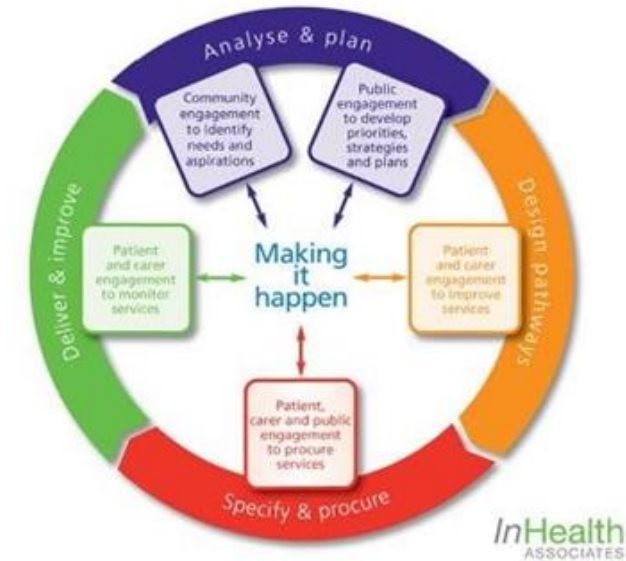 Analyse & plan
Community
engagement
to identify
needs and
aspirations
Public
engagement
to develop
priorities,
strategies
and plans
Design pathways
Patient
and carer
engagement
to improve
services
Specify & procure
Patient,
carer and public
engagement
to procure
services
Deliver & improve
Patient
and carer
engagement
to monitor
services
Making
it
happen
InHealth
ASSOCIATES